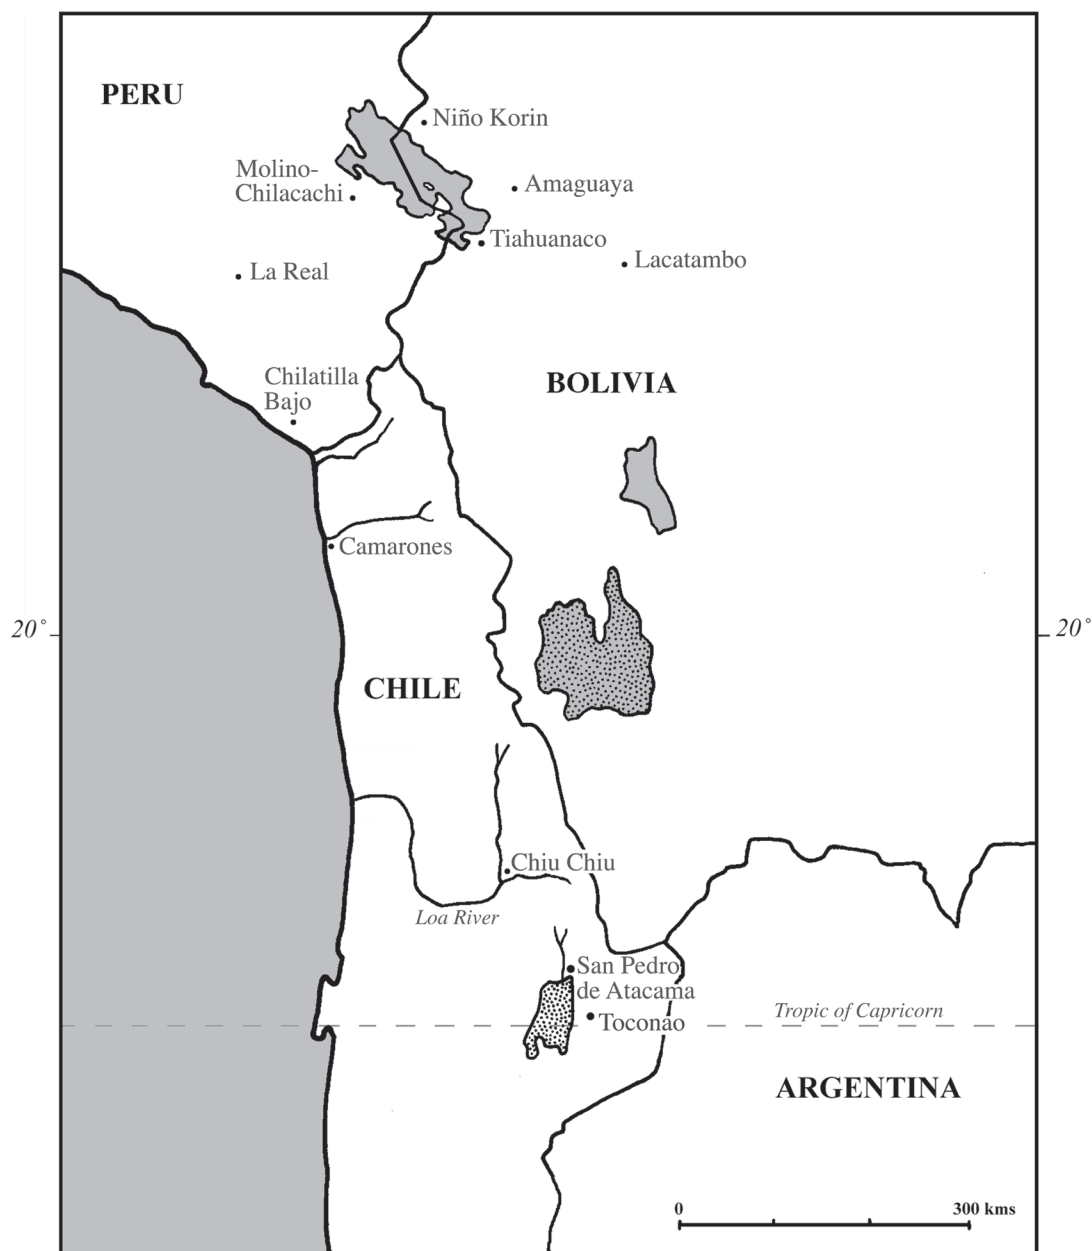 PERU
Niño Korin
Molino-
Chilacachi
Amaguaya
Tiahuanaco
Lacatambo
La Real
Chilatilla
Bajo
BOLIVIA
Camarones
20°
20°
CHILE
Chiu Chiu
Loa River
San Pedro
de Atacama
Toconao
Tropic of Capricorn
ARGENTINA
0
300 kms